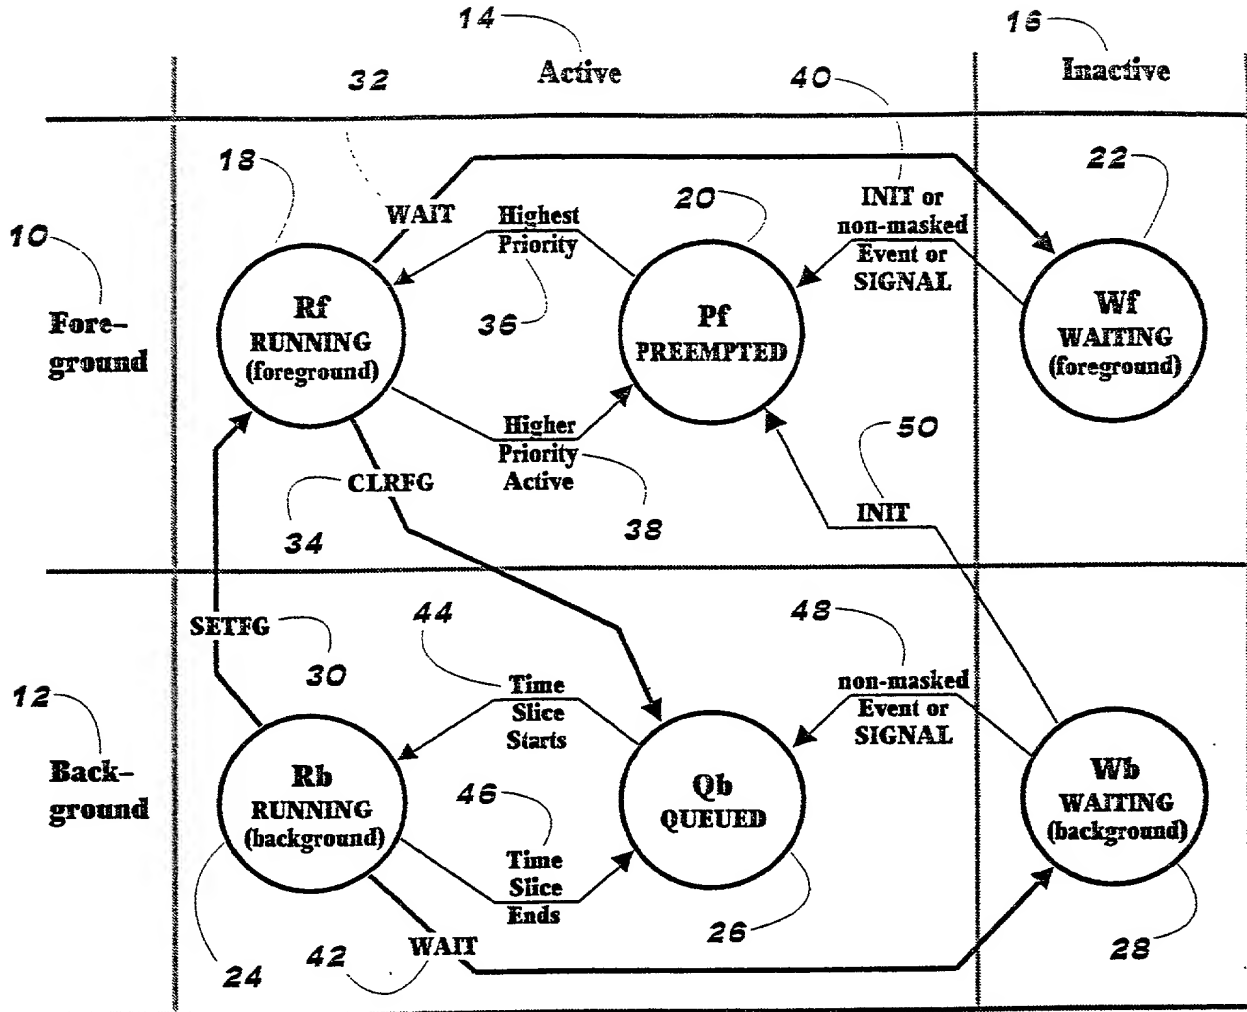 14
16
Active
Inactive
32
40
18
22
WAIT
Highest
Priority
20
INIT or
non-masked
Event or
SIGNAL
10
Fore-
ground
Rf
RUNNING
(foreground)
36
Pf
PREEMPTED
Wf
WAITING
(foreground)
Higher
Priority
Active
50
CLRFG
INIT
34
38
SETFG
44
48
30
12
Time
Slice
Starts
non-masked
Event or
SIGNAL
Back-
ground
Rb
RUNNING
(background)
46
Qb
QUEUED
Wb
WAITING
(background)
Time
Slice
Ends
24
42
WAIT
26
28